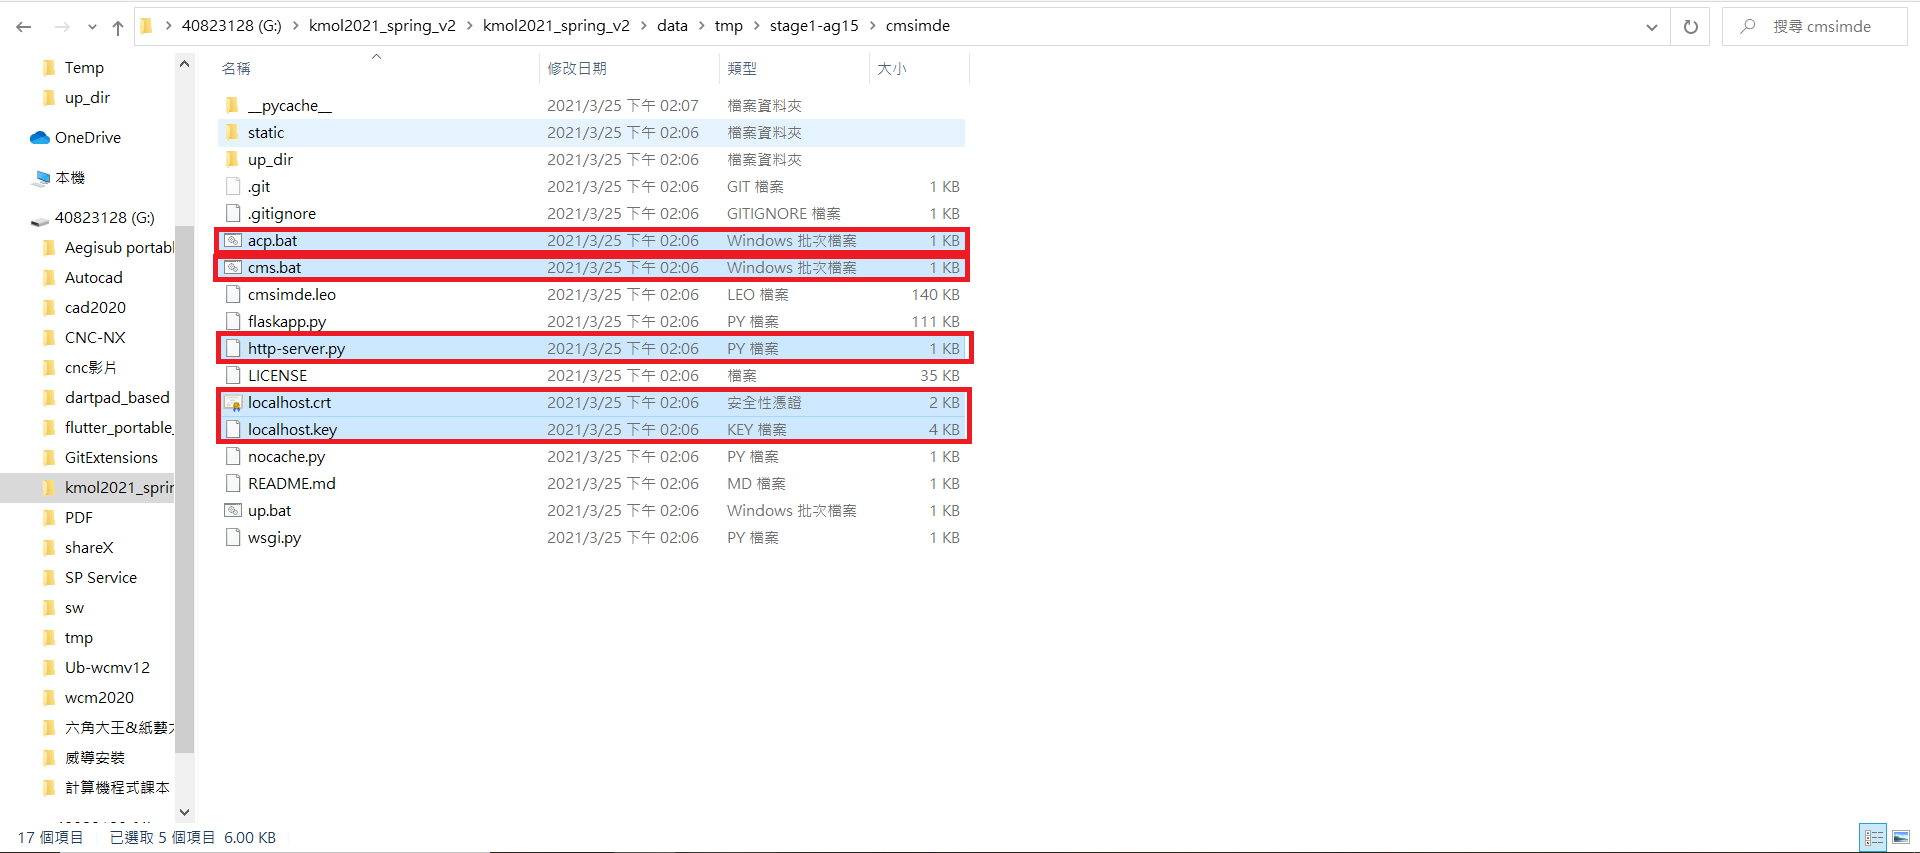 40823128 (G:) > kmol2021_spring_v2 > kmol2021_spring_v2 > data > tmp > stage1-ag15 > cmsimde
搜尋 cmsimde
Temp
up_dir
OneDrive
本機
40823128 (G:)
Aegisub portabl
Autocad
cad2020
CNC-NX
cnc影片
dartpad_based
flutter_portable_
GitExtensions
kmol2021_sprin
PDF
shareX
SP Service
sw
tmp
Ub-wcmv12
wcm2020
六角大王&紙藝大
威導安裝
計算機程式課本
名稱 修改日期 類型 大小
__pycache__ 2021/3/25 下午 02:07 檔案資料夾
static 2021/3/25 下午 02:06 檔案資料夾
up_dir 2021/3/25 下午 02:06 檔案資料夾
.git 2021/3/25 下午 02:06 GIT 檔案 1 KB
.gitignore 2021/3/25 下午 02:06 GITIGNORE 檔案 1 KB
acp.bat 2021/3/25 下午 02:06 Windows 批次檔案 1 KB
cms.bat 2021/3/25 下午 02:06 Windows 批次檔案 1 KB
cmsimde.leo 2021/3/25 下午 02:06 LEO 檔案 140 KB
flaskapp.py 2021/3/25 下午 02:06 PY 檔案 111 KB
http-server.py 2021/3/25 下午 02:06 PY 檔案 1 KB
LICENSE 2021/3/25 下午 02:06 檔案 35 KB
localhost.crt 2021/3/25 下午 02:06 安全性憑證 2 KB
localhost.key 2021/3/25 下午 02:06 KEY 檔案 4 KB
nocache.py 2021/3/25 下午 02:06 PY 檔案 1 KB
README.md 2021/3/25 下午 02:06 MD 檔案 1 KB
up.bat 2021/3/25 下午 02:06 Windows 批次檔案 1 KB
wsgi.py 2021/3/25 下午 02:06 PY 檔案 1 KB
17 個項目 已選取 5 個項目 6.00 KB